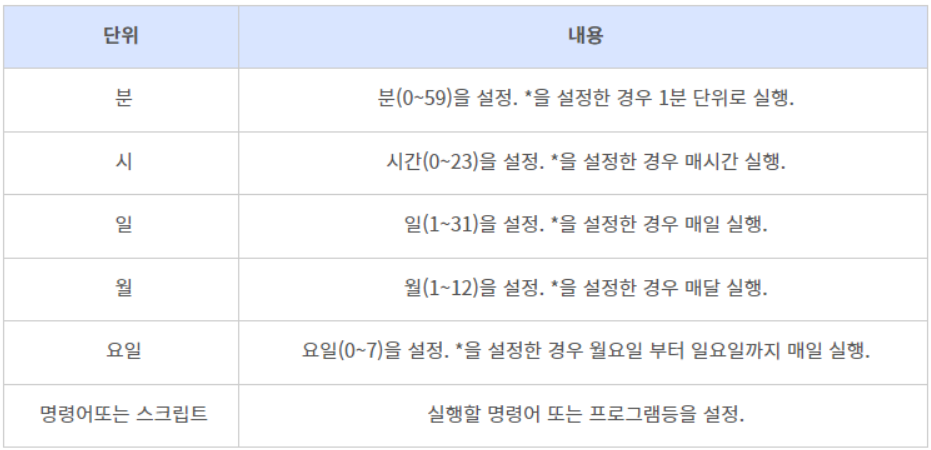 단위 내용
분 분(0~59)을 설정. *을 설정한 경우 1분 단위로 실행.
시 시간(0~23)을 설정. *을 설정한 경우 매시간 실행.
일 일(1~31)을 설정. *을 설정한 경우 매일 실행.
월 월(1~12)을 설정. *을 설정한 경우 매달 실행.
요일 요일(0~7)을 설정. *을 설정한 경우 월요일 부터 일요일까지 매일 실행.
명령어또는 스크립트 실행할 명령어 또는 프로그램등을 설정.